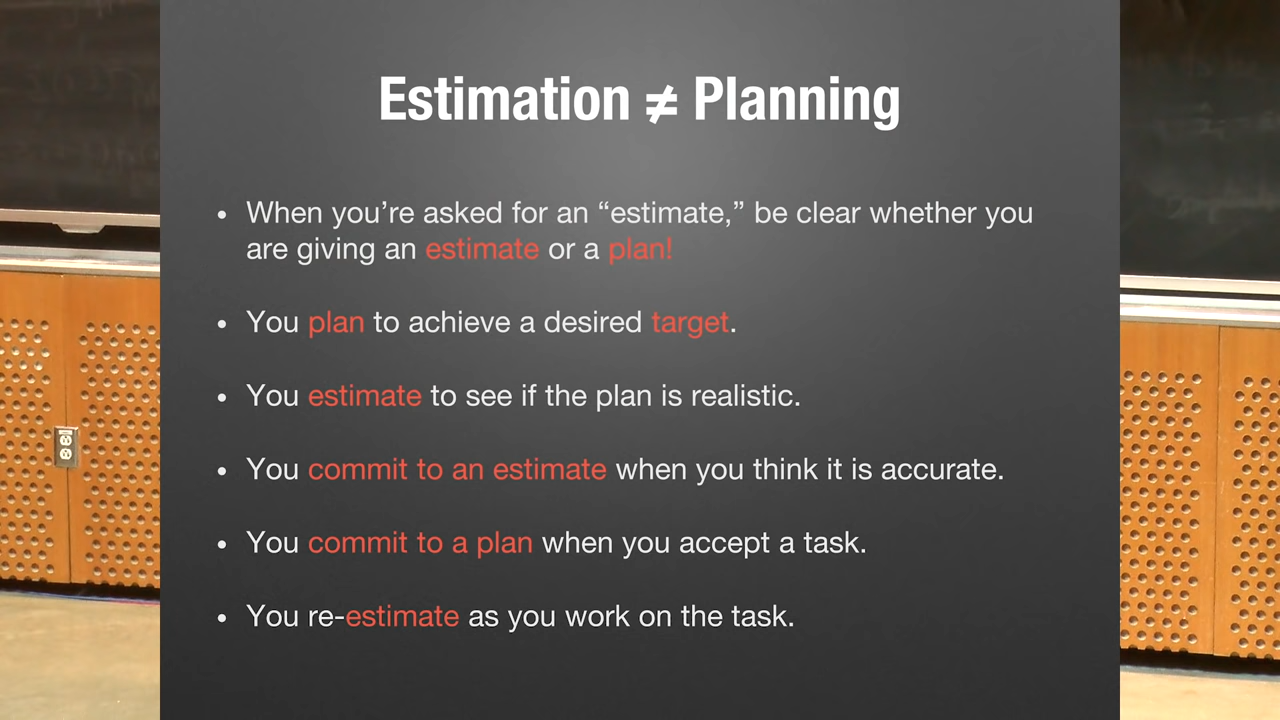 Estimation ≠ Planning
• When you’re asked for an “estimate,” be clear whether you
are giving an estimate or a plan!
• You plan to achieve a desired target.
• You estimate to see if the plan is realistic.
• You commit to an estimate when you think it is accurate.
• You commit to a plan when you accept a task.
• You re-estimate as you work on the task.